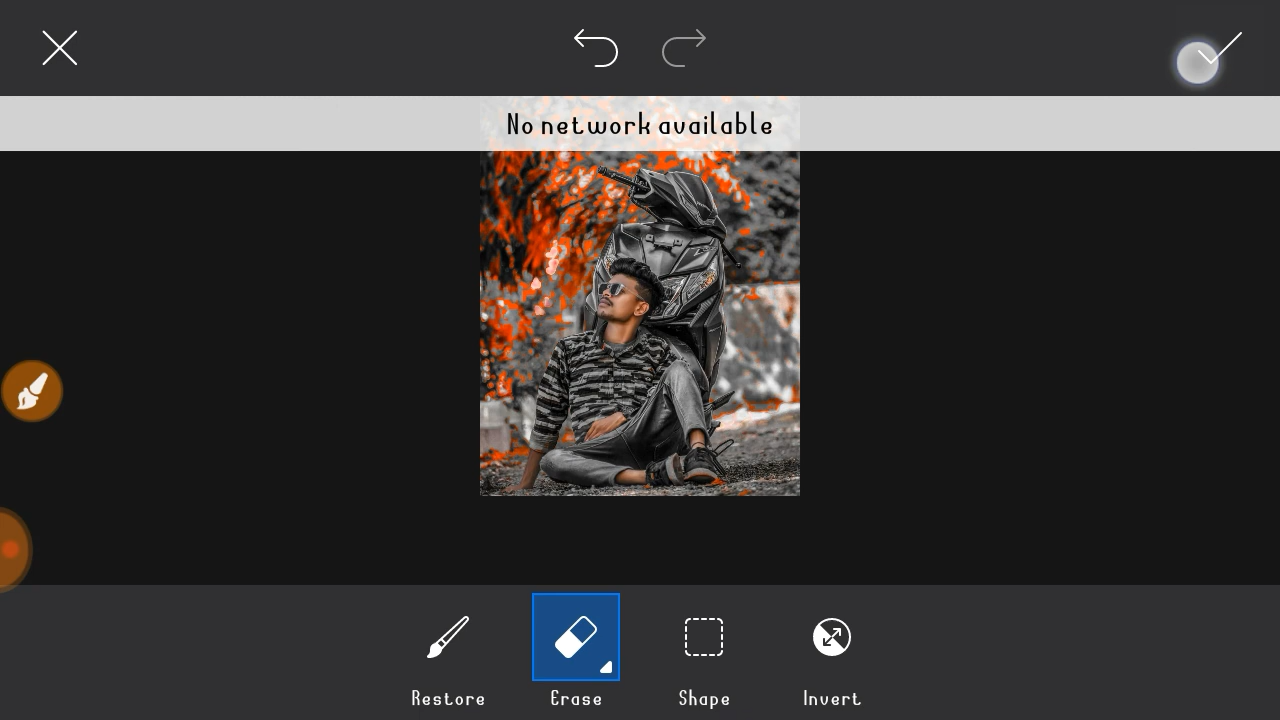 No network available
Restore
Erase
Shape
Invert